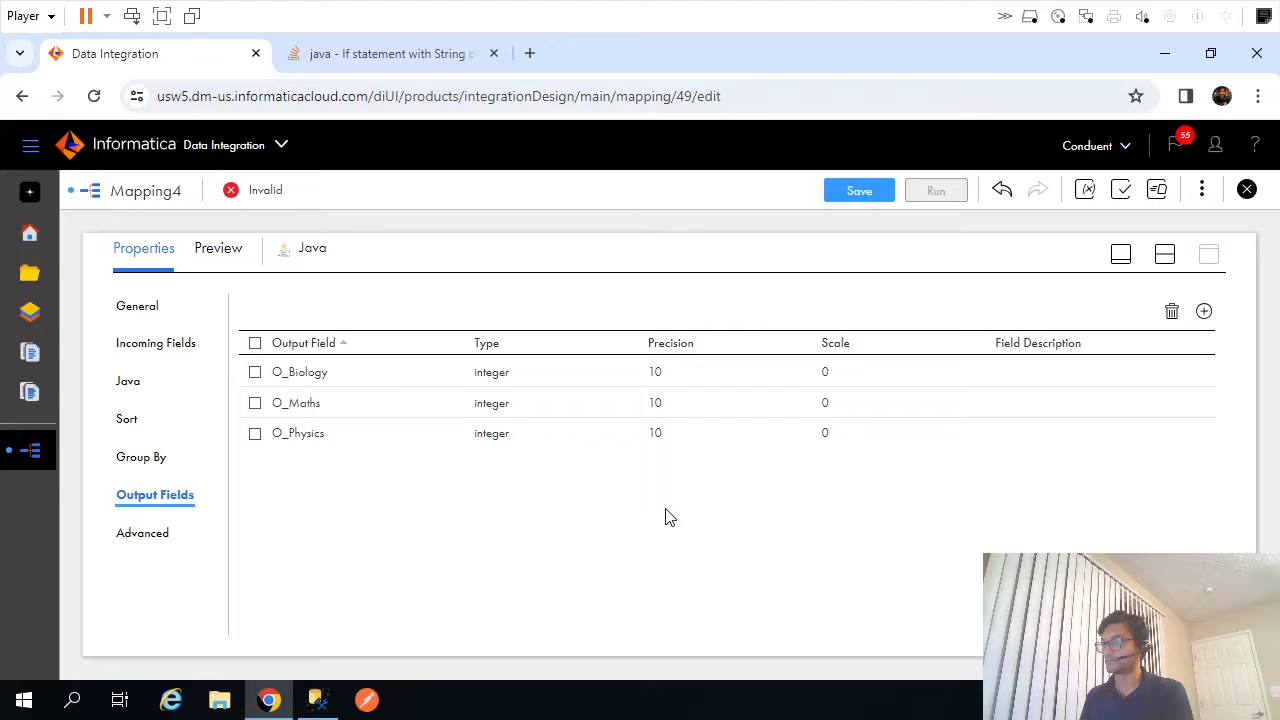 Player
Data Integration
java - If statement with String c
usw5.dm-us.informaticacloud.com/diUI/products/integrationDesign/main/mapping/49/edit
Informatica Data Integration
Conduent
55
Mapping4
Invalid
Save
Run
Properties
Preview
Java
General
Incoming Fields
Java
Sort
Group By
Output Fields
Advanced
Output Field Type Precision Scale Field Description
O_Biology integer 10 0
O_Maths integer 10 0
O_Physics integer 10 0